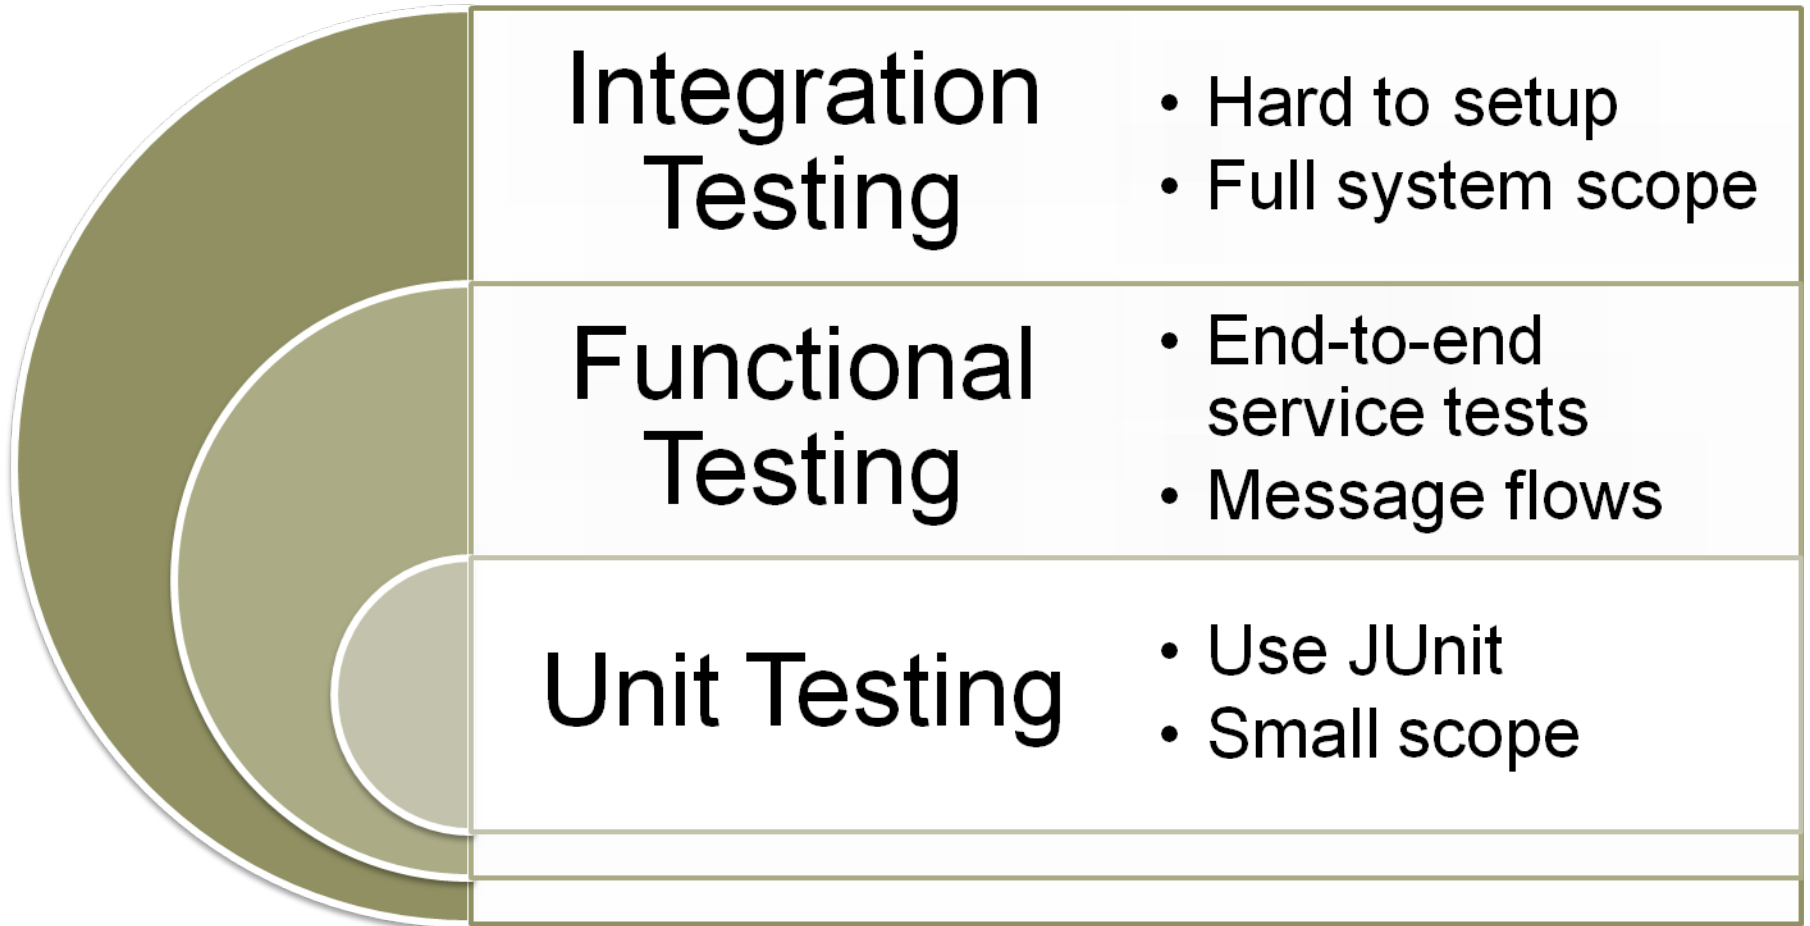 Integration
Testing
• Hard to setup
• Full system scope
Functional
Testing
• End-to-end
service tests
• Message flows
Unit Testing
• Use JUnit
• Small scope